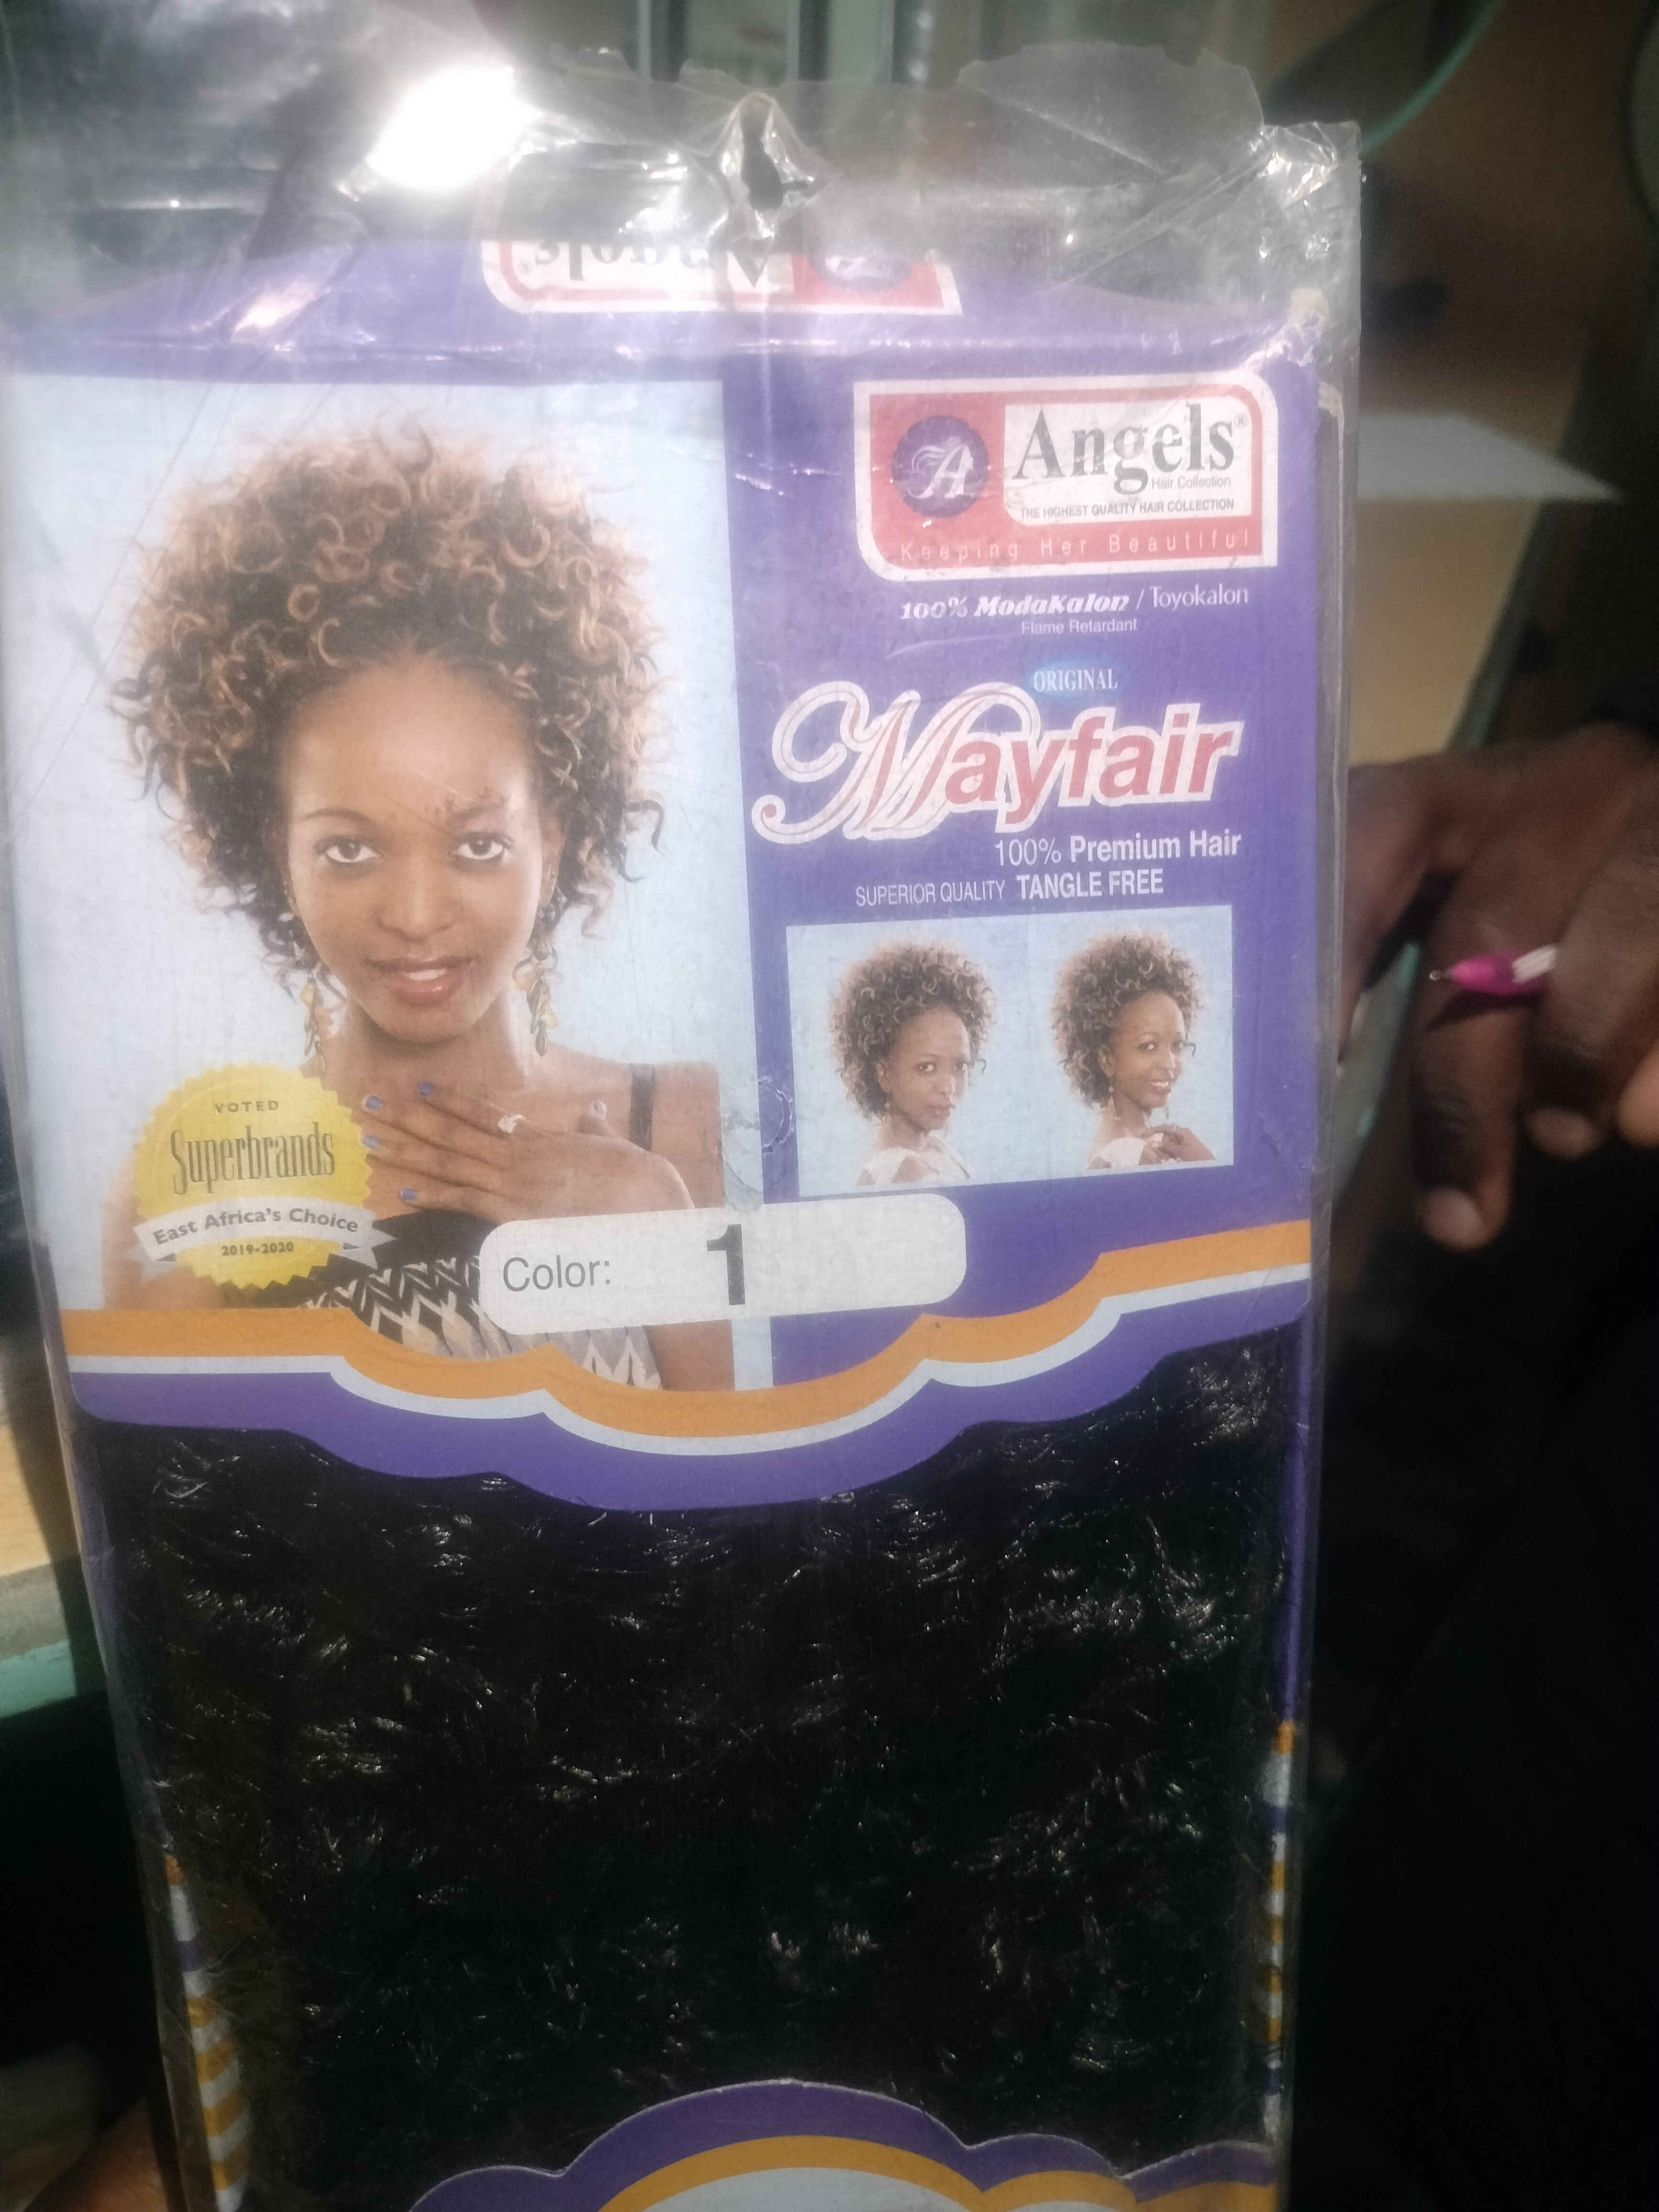 Angels
A
Angels®
Hair Collection
THE HIGHEST QUALITY HAIR COLLECTION
Keeping Her Beautiful
100% ModaKalon / Toyokalon
Flame Retardant
ORIGINAL
Mayfair
100% Premium Hair
SUPERIOR QUALITY TANGLE FREE
VOTED
Superbrands
East Africa's Choice
2019-2020
Color: 1